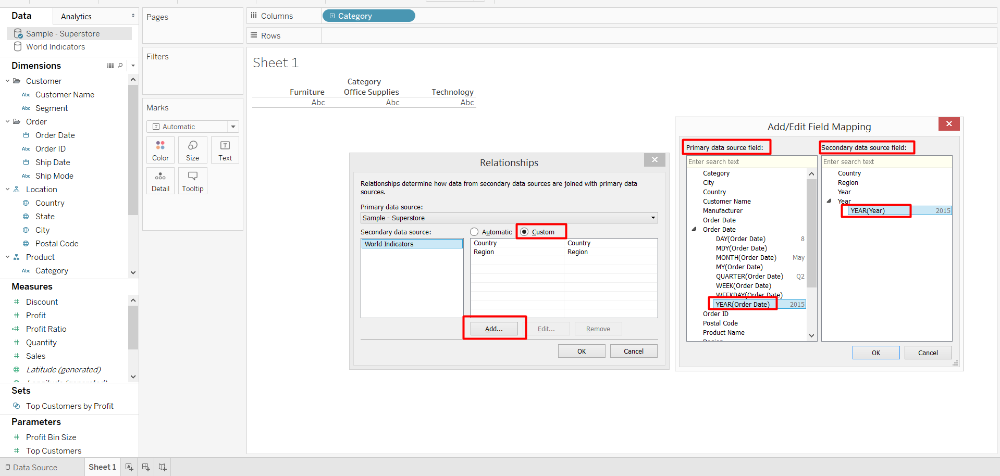 Data
Analytics
Sample - Superstore
World Indicators
Dimensions
Customer
Abc Customer Name
Abc Segment
Order
Order Date
Abc Order ID
Ship Date
Abc Ship Mode
Location
Country
State
City
Postal Code
Product
Abc Category
Measures
# Discount
# Profit
=# Profit Ratio
# Quantity
# Sales
Latitude (generated)
Longitude (generated)
Sets
Top Customers by Profit
Parameters
# Profit Bin Size
# Top Customers
Data Source
Sheet 1
Pages
Filters
Marks
T Automatic
Color
Size
T Text
Detail
Tooltip
Columns
Category
Rows
Sheet 1
Category
Furniture Office Supplies Technology
Abc Abc Abc
Relationships
Relationships determine how data from secondary data sources are joined with primary data
sources.
Primary data source:
Sample - Superstore
Secondary data source:
Automatic
Custom
World Indicators
Country Country
Region Region
Add...
Edit...
Remove
OK
Cancel
Add/Edit Field Mapping
Primary data source field:
Enter search text
Category
City
Country
Customer Name
Manufacturer
Order Date
Order Date
DAY(Order Date) 8
MDY(Order Date)
MONTH(Order Date) May
MY(Order Date)
QUARTER(Order Date) Q2
WEEK(Order Date)
WEEKDAY(Order Date)
YEAR(Order Date) 2015
Order ID
Postal Code
Product Name
Region
Secondary data source field:
Enter search text
Country
Region
Year
Year
YEAR(Year) 2015
OK
Cancel